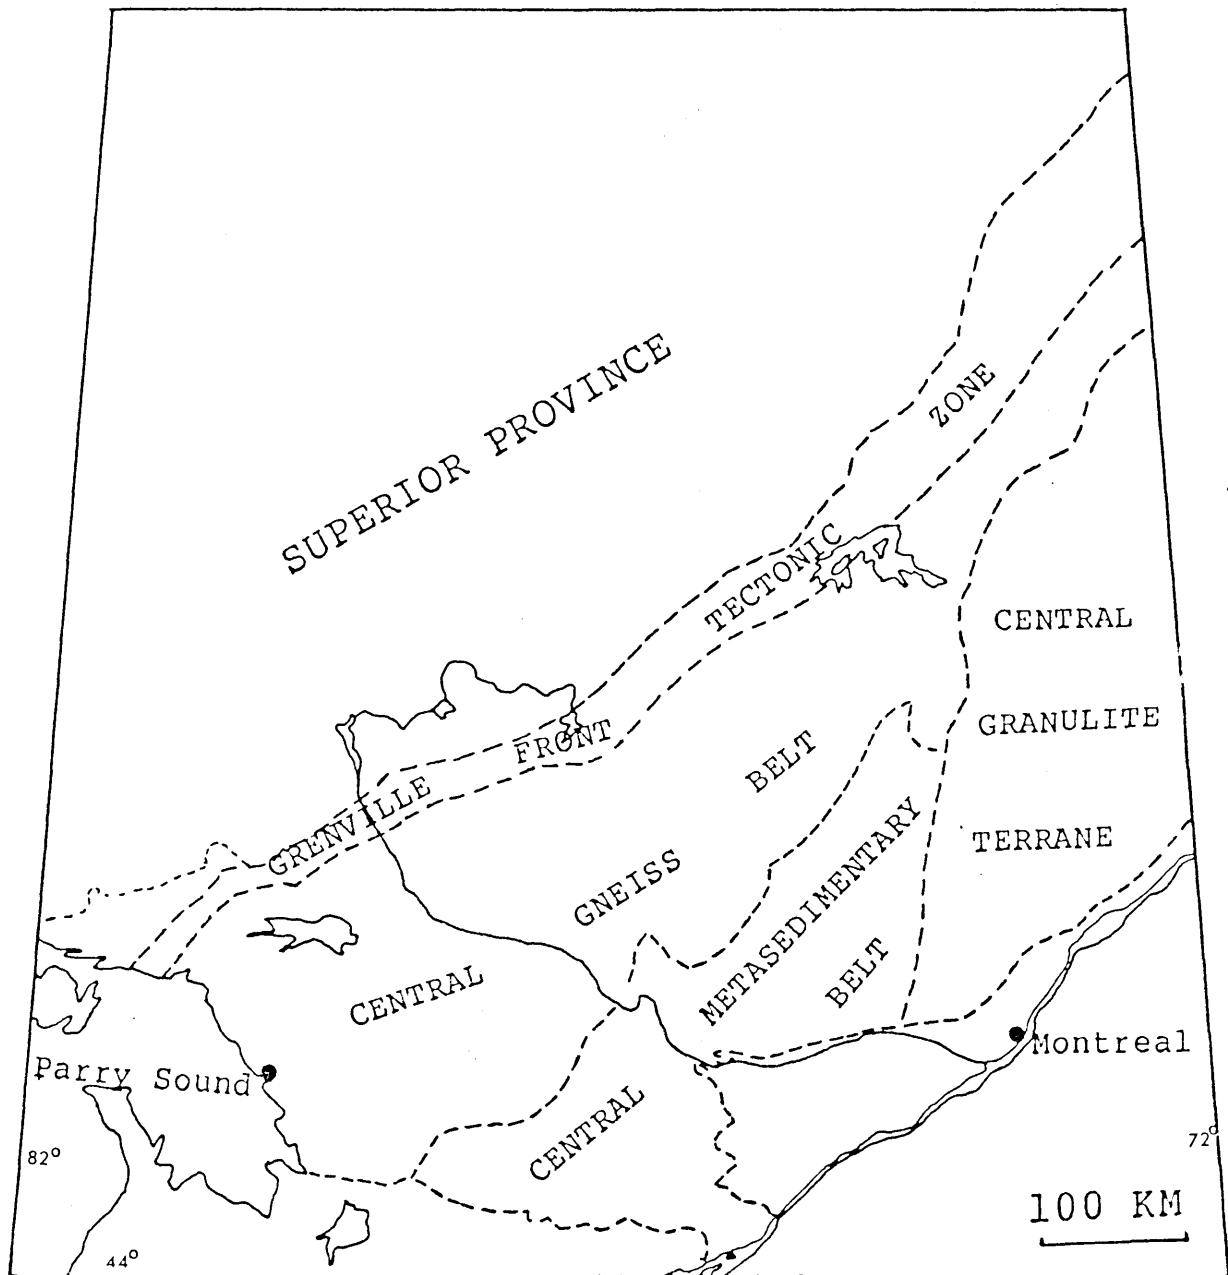 SUPERIOR PROVINCE
GRENVILLE FRONT TECTONIC ZONE
CENTRAL GNEISS BELT
CENTRAL METASEDIMENTARY BELT
CENTRAL
GRANULITE
TERRANE
Parry Sound
Montreal
82°
72°
44°
100 KM